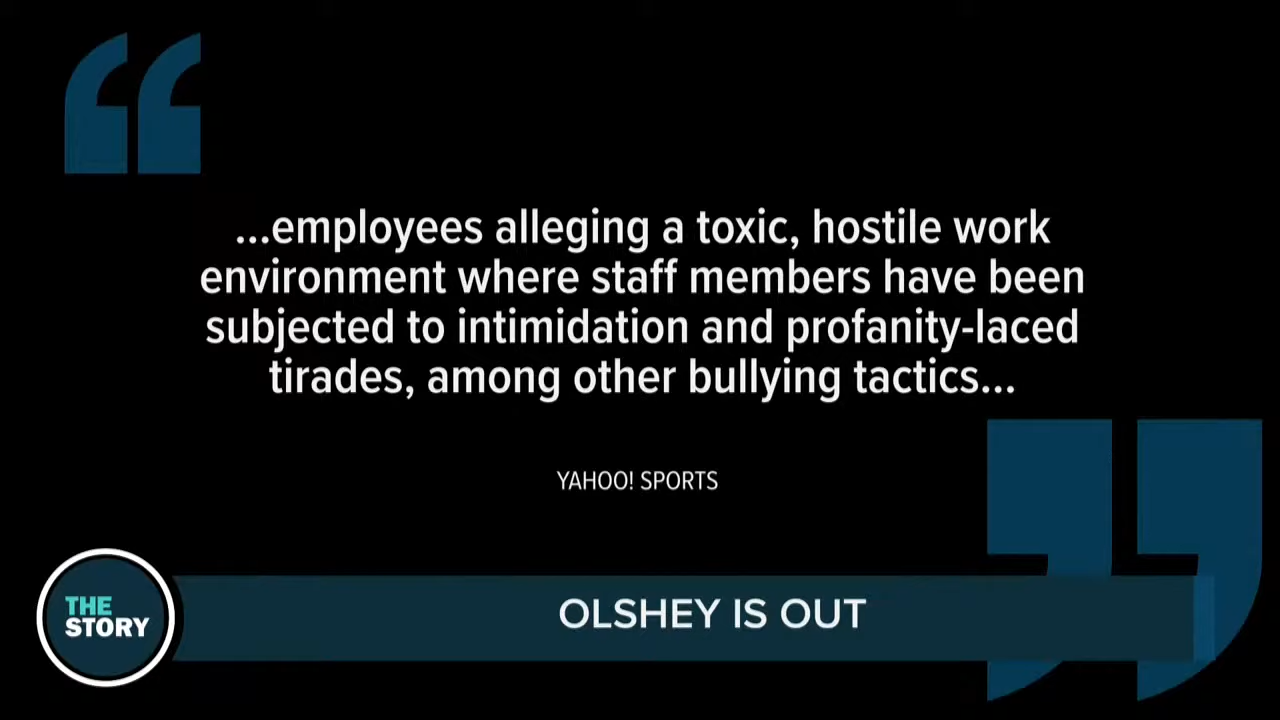 ...employees alleging a toxic, hostile work
environment where staff members have been
subjected to intimidation and profanity-laced
tirades, among other bullying tactics...
YAHOO! SPORTS
THE
STORY
OLSHEY IS OUT